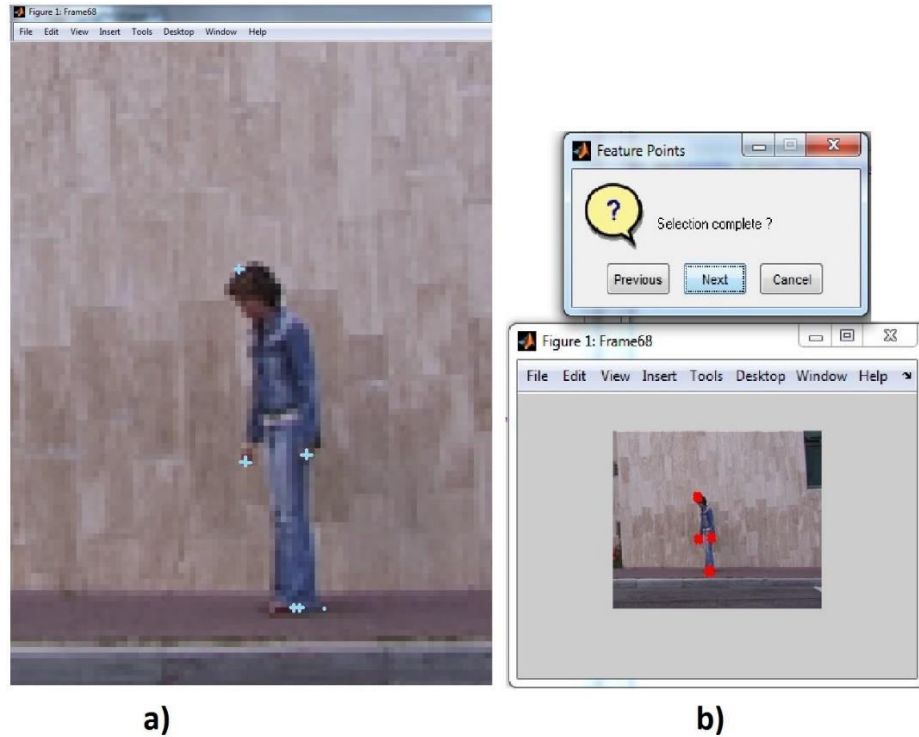 Figure 1: Frame68
File Edit View Insert Tools Desktop Window Help
Feature Points
Selection complete ?
Previous Next Cancel
Figure 1: Frame68
File Edit View Insert Tools Desktop Window Help
a) b)